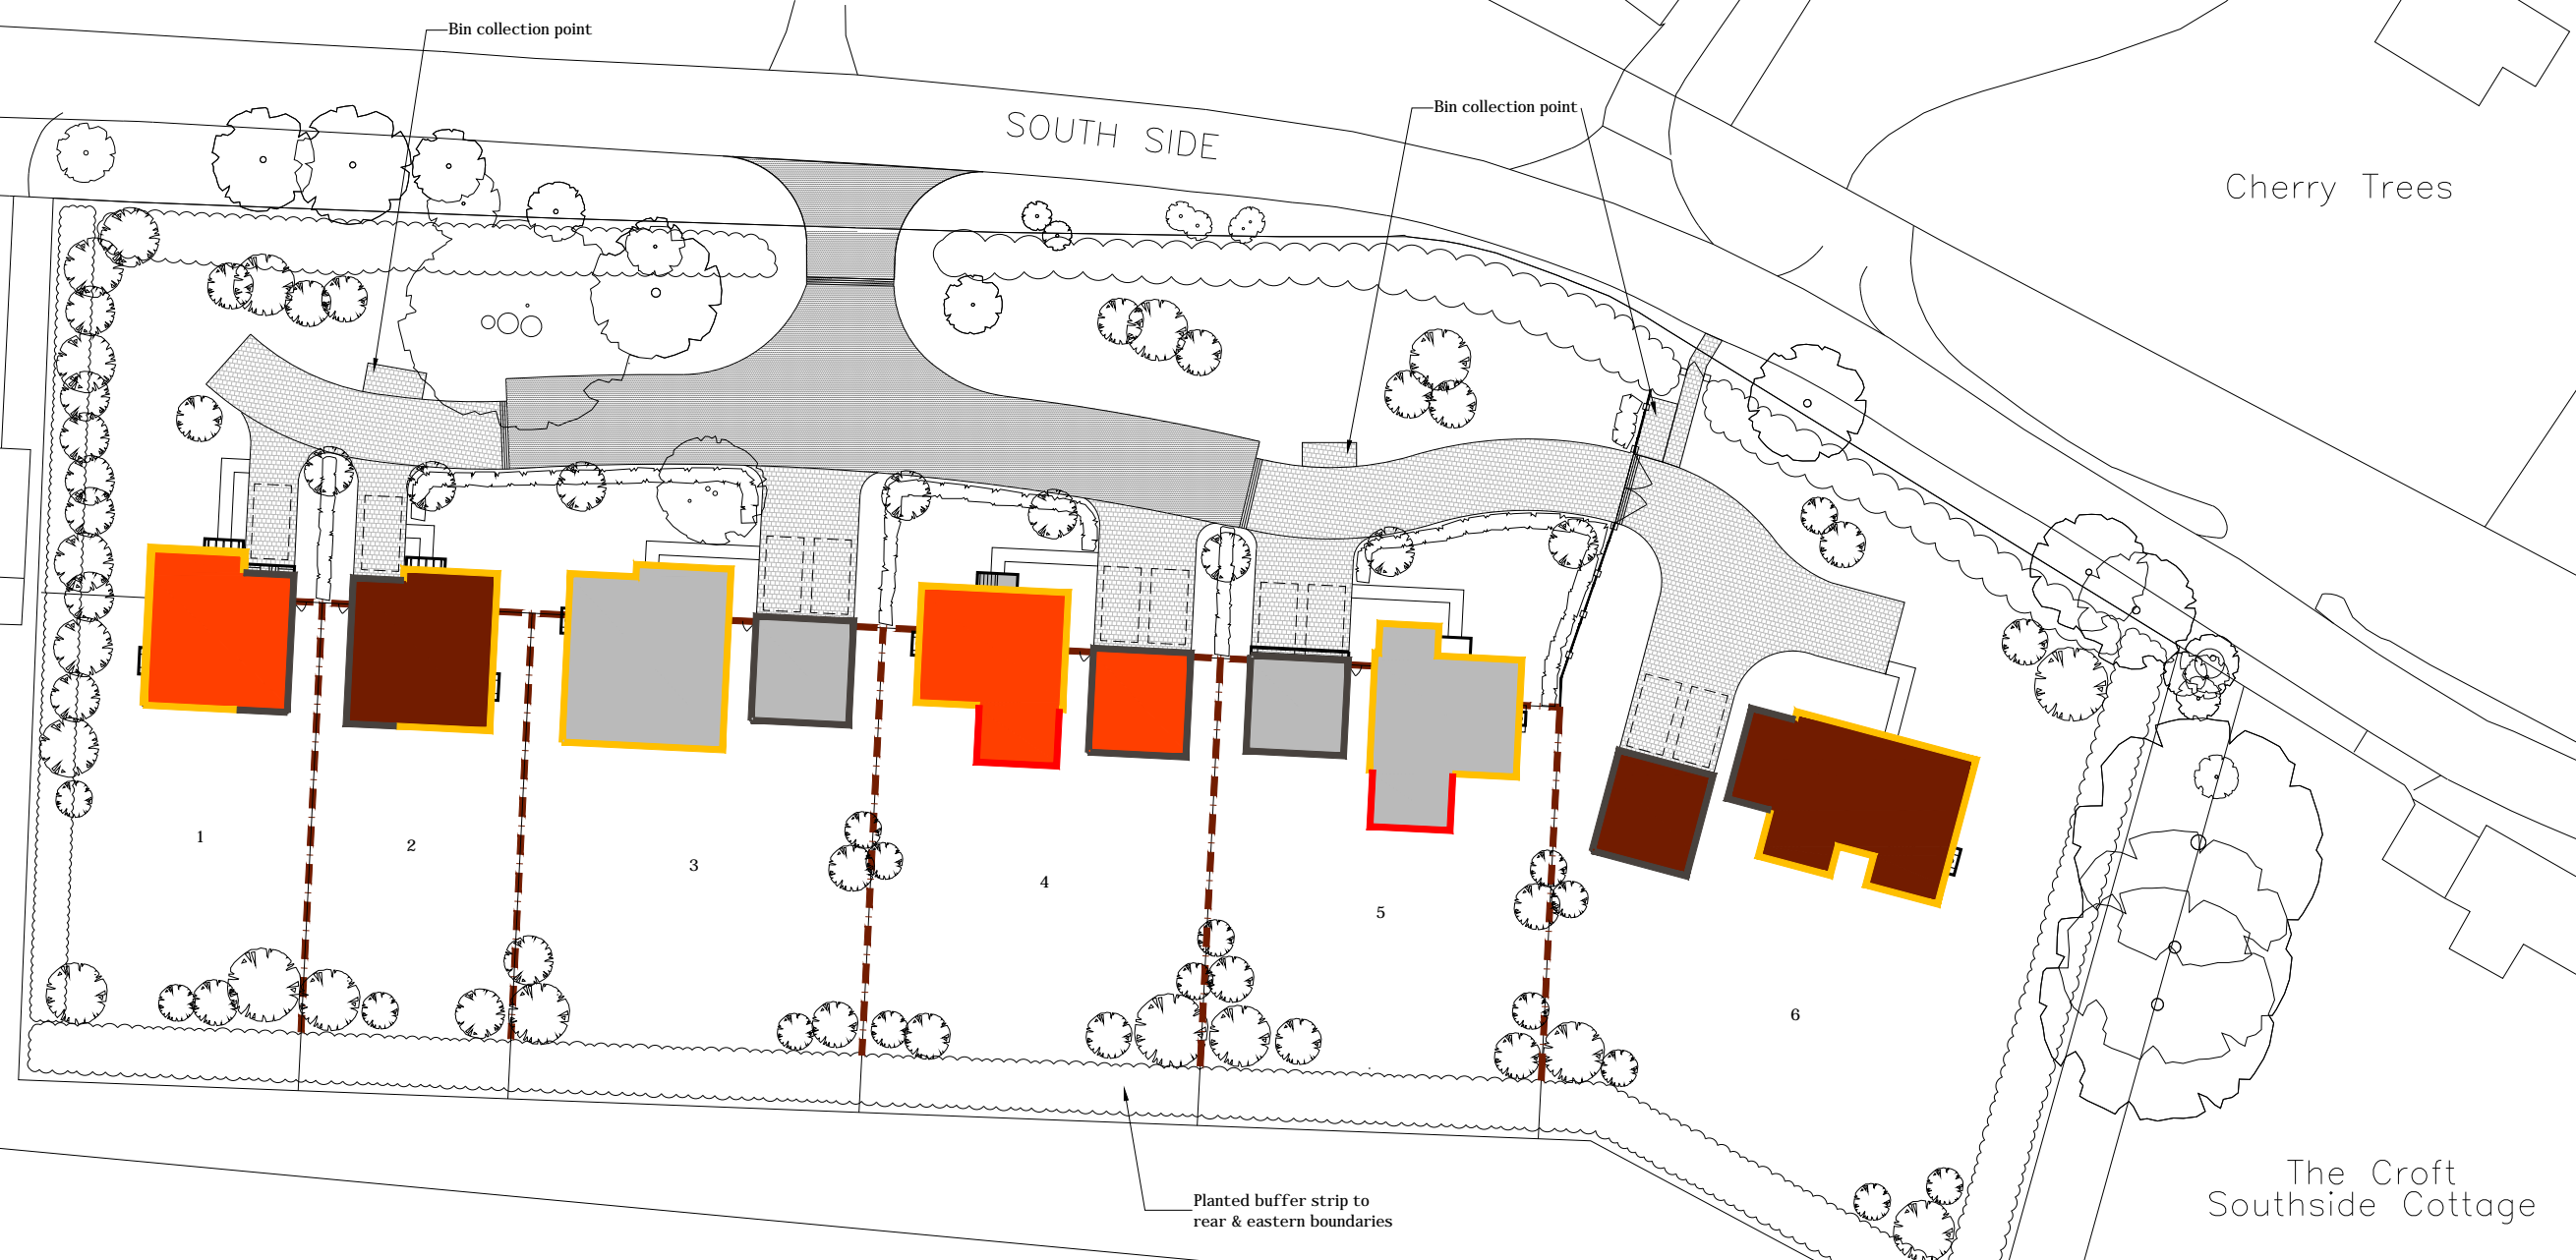 Bin collection point
Bin collection point
SOUTH SIDE
Cherry Trees
1
2
3
4
5
6
The Croft
Southside Cottage
Planted buffer strip to
rear & eastern boundaries